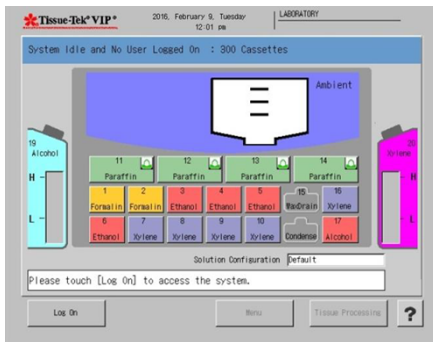 Tissue-Tek® VIP®
2016, February 9, Tuesday
12:01 pm
LABORATORY
System Idle and No User Logged On : 300 Cassettes
Ambient
19
Alcohol
20
Xylene
H
L
H
L
11
Paraffin
12
Paraffin
13
Paraffin
14
Paraffin
1
Formalin
2
Formalin
3
Ethanol
4
Ethanol
5
Ethanol
15
WaxDrain
16
Xylene
6
Ethanol
7
Xylene
8
Xylene
9
Xylene
10
Xylene
Condense
17
Alcohol
Solution Configuration Default
Please touch [Log On] to access the system.
Log On
Menu
Tissue Processing
?